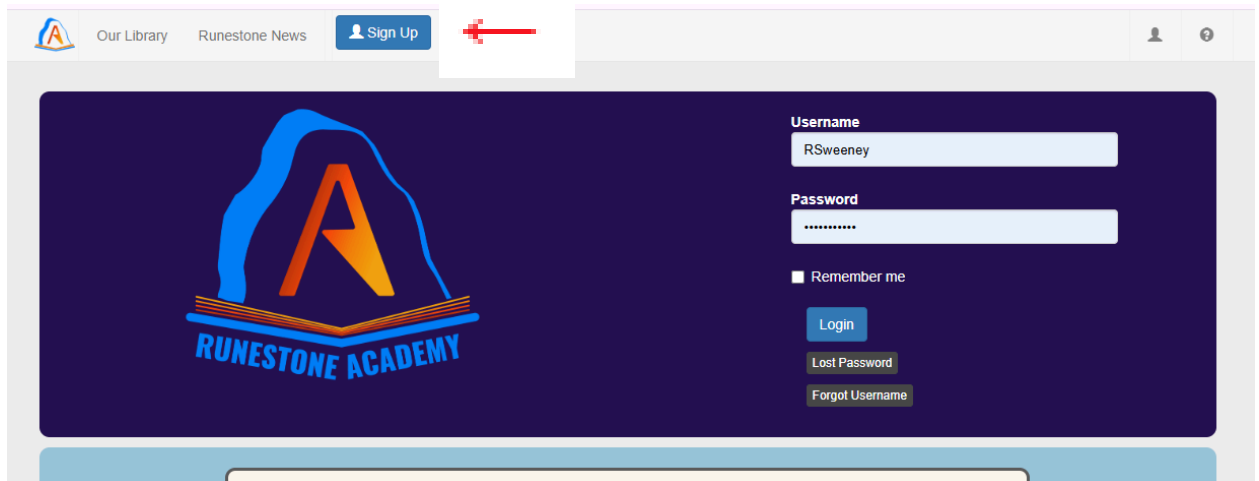 Our Library Runestone News Sign Up
Username
RSweeney
Password
•••••••••••
Remember me
Login
Lost Password
Forgot Username
RUNESTONE ACADEMY